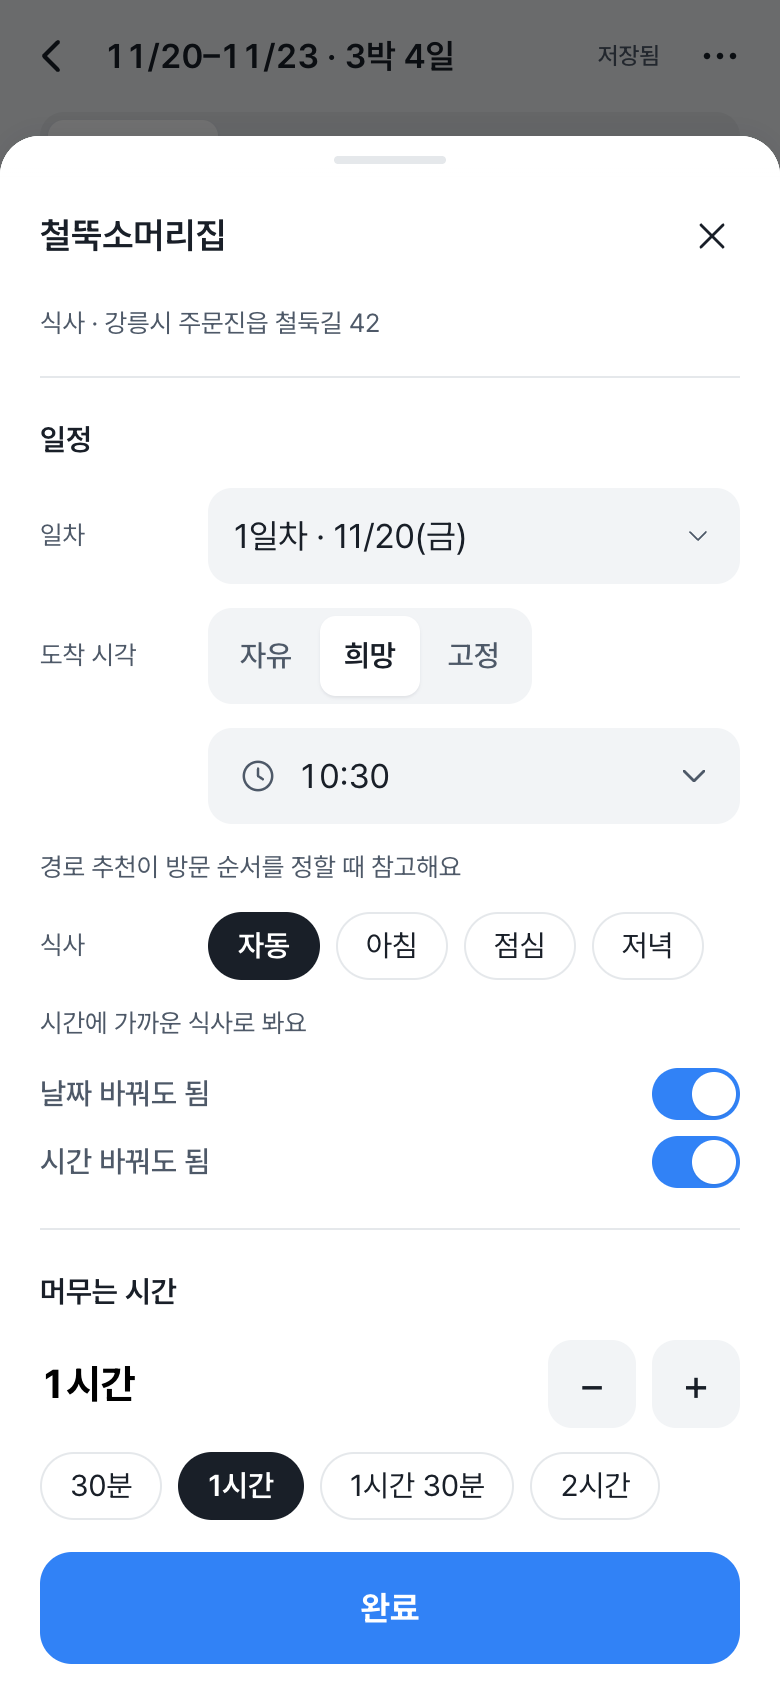 11/20–11/23 · 3박 4일 저장됨
철뚝소머리집
식사 · 강릉시 주문진읍 철둑길 42
일정
일차 1일차 · 11/20(금)
도착 시각 자유 희망 고정
10:30
경로 추천이 방문 순서를 정할 때 참고해요
식사 자동 아침 점심 저녁
시간에 가까운 식사로 봐요
날짜 바꿔도 됨
시간 바꿔도 됨
머무는 시간
1시간 − +
30분 1시간 1시간 30분 2시간
완료